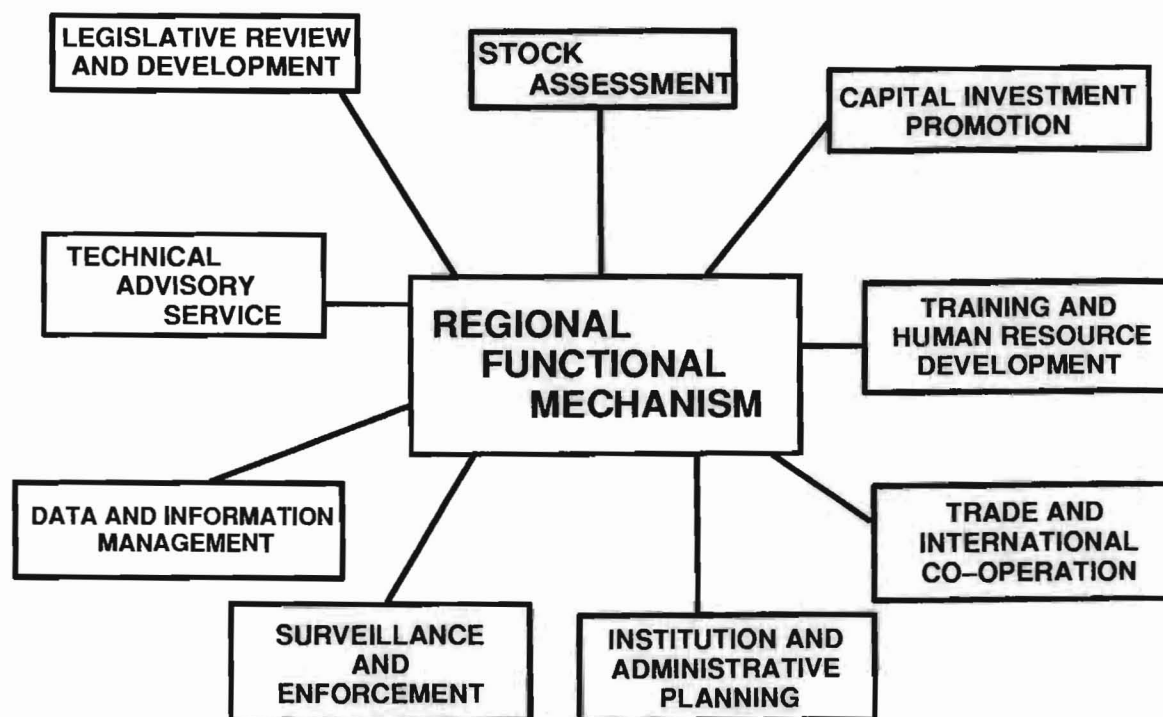 LEGISLATIVE REVIEW
AND DEVELOPMENT
STOCK
ASSESSMENT
CAPITAL INVESTMENT
PROMOTION
TECHNICAL
ADVISORY
SERVICE
REGIONAL
FUNCTIONAL
MECHANISM
TRAINING AND
HUMAN RESOURCE
DEVELOPMENT
DATA AND INFORMATION
MANAGEMENT
TRADE AND
INTERNATIONAL
CO–OPERATION
SURVEILLANCE
AND
ENFORCEMENT
INSTITUTION AND
ADMINISTRATIVE
PLANNING